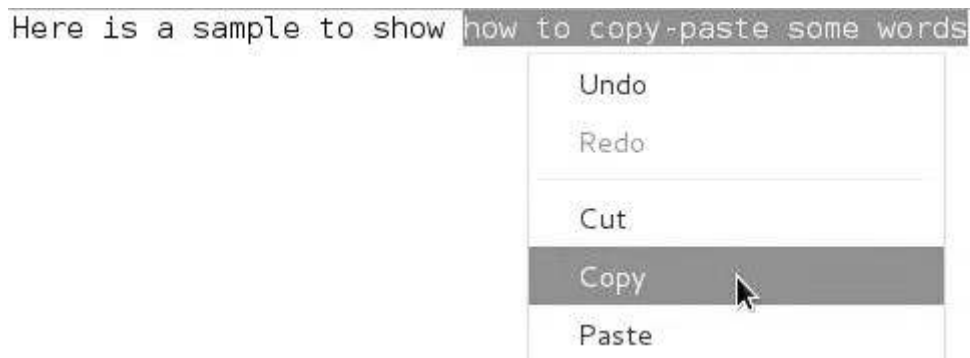 Here is a sample to show how to copy-paste some words
Undo
Redo
Cut
Copy
Paste